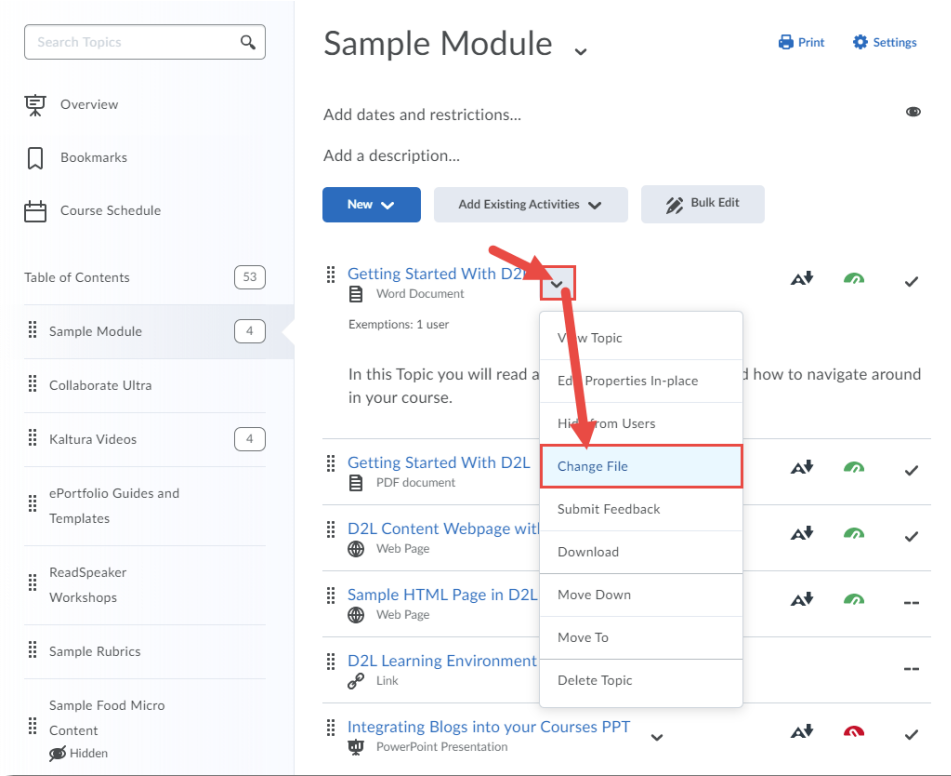 Search Topics
Overview
Bookmarks
Course Schedule
Table of Contents 53
Sample Module 4
Collaborate Ultra
Kaltura Videos 4
ePortfolio Guides and
Templates
ReadSpeaker
Workshops
Sample Rubrics
Sample Food Micro
Content
Hidden
Sample Module
Print Settings
Add dates and restrictions...
Add a description...
New Add Existing Activities Bulk Edit
Getting Started With D2L
Word Document
Exemptions: 1 user
In this Topic you will read a d how to navigate around
in your course.
Getting Started With D2L
PDF document
D2L Content Webpage with
Web Page
Sample HTML Page in D2L
Web Page
D2L Learning Environment
Link
Integrating Blogs into your Courses PPT
PowerPoint Presentation
View Topic
Edit Properties In-place
Hide from Users
Change File
Submit Feedback
Download
Move Down
Move To
Delete Topic